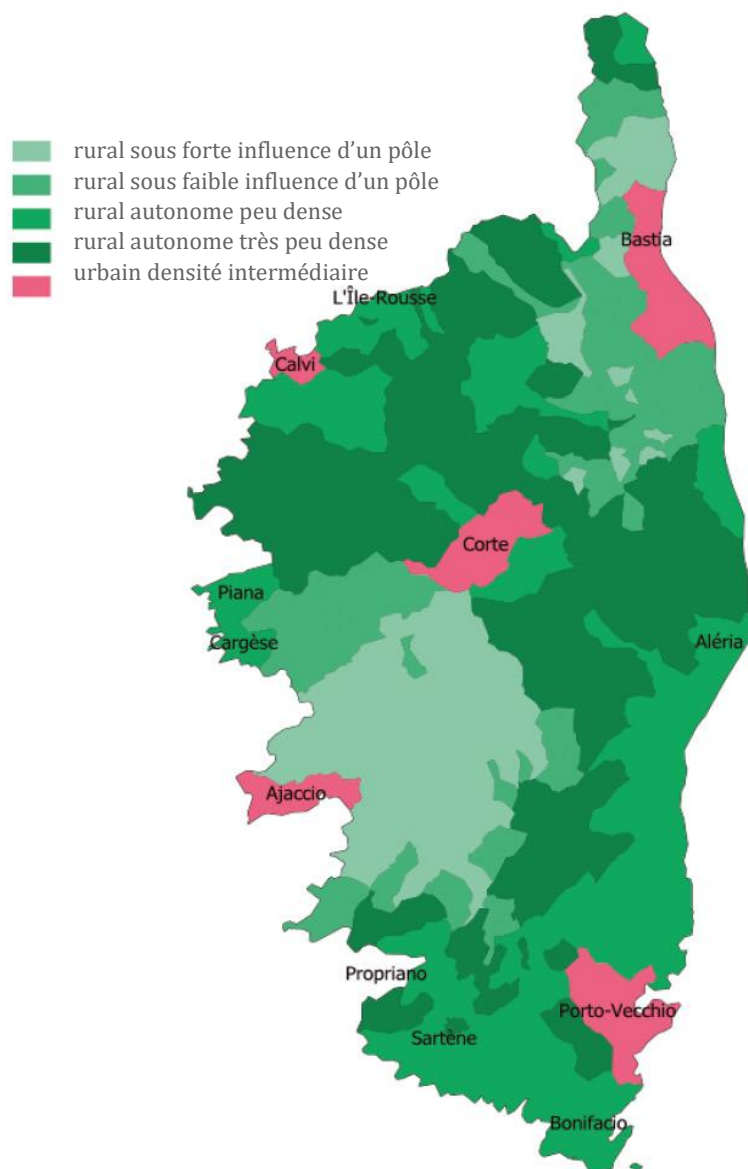 rural sous forte influence d’un pôle
rural sous faible influence d’un pôle
rural autonome peu dense
rural autonome très peu dense
urbain densité intermédiaire
Bastia
L'Île-Rousse
Calvi
Corte
Piana
Cargèse
Aléria
Ajaccio
Propriano
Porto-Vecchio
Sartène
Bonifacio